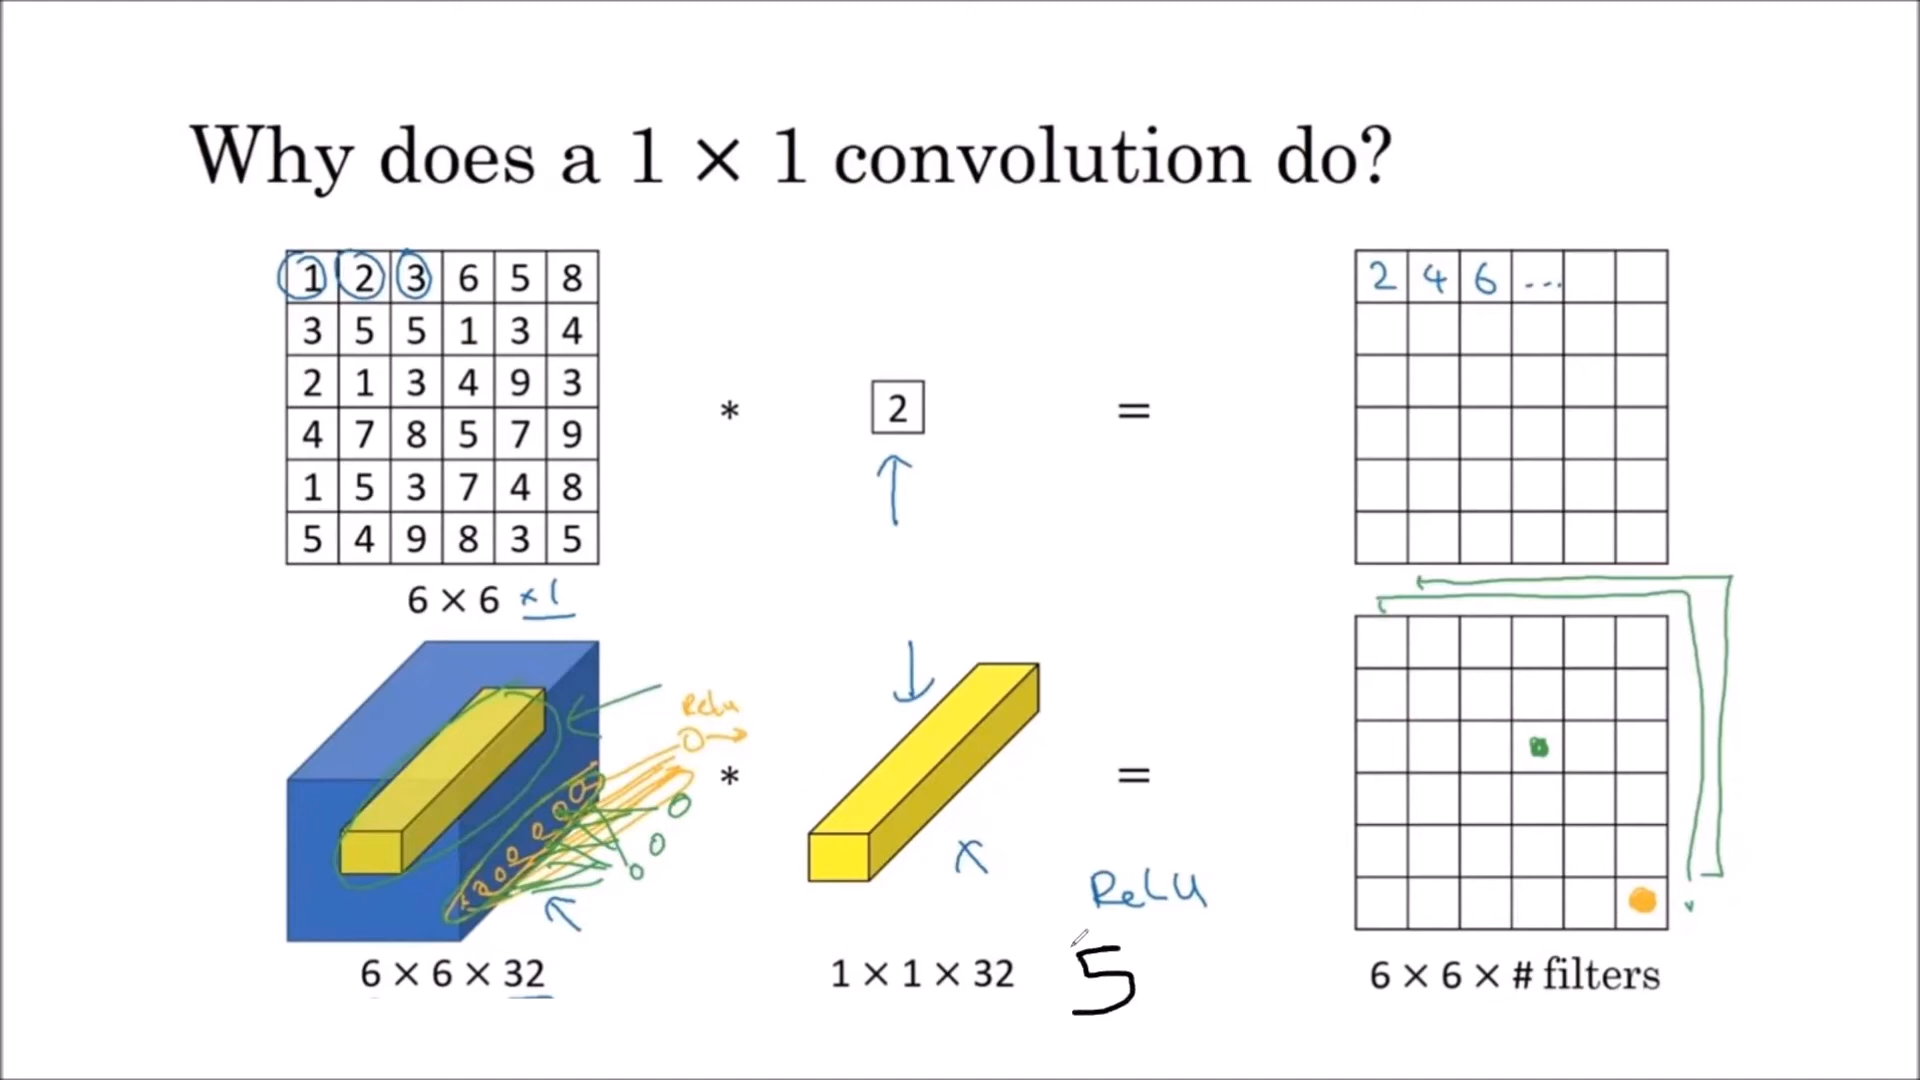 Why does a 1 × 1 convolution do?
1 2 3 6 5 8
3 5 5 1 3 4
2 1 3 4 9 3
4 7 8 5 7 9
1 5 3 7 4 8
5 4 9 8 3 5
6 × 6 ×1
*
2
=
2 4 6 ...
ReLU
*
x
=
ReLU
6 × 6 × 32
1 × 1 × 32
5
6 × 6 × # filters